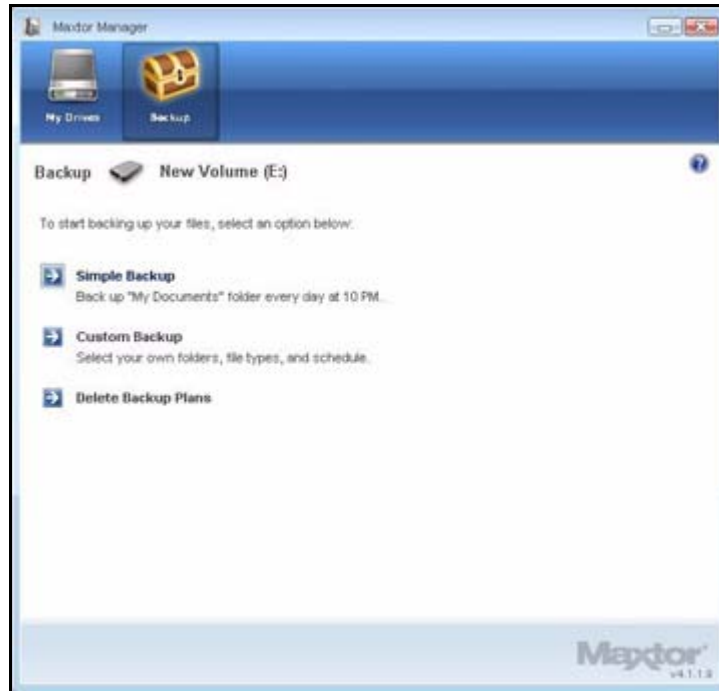 Maxtor Manager
My Drives
Backup
Backup New Volume (E:)
To start backing up your files, select an option below:
Simple Backup
Back up "My Documents" folder every day at 10 PM.
Custom Backup
Select your own folders, file types, and schedule.
Delete Backup Plans
Maxtor